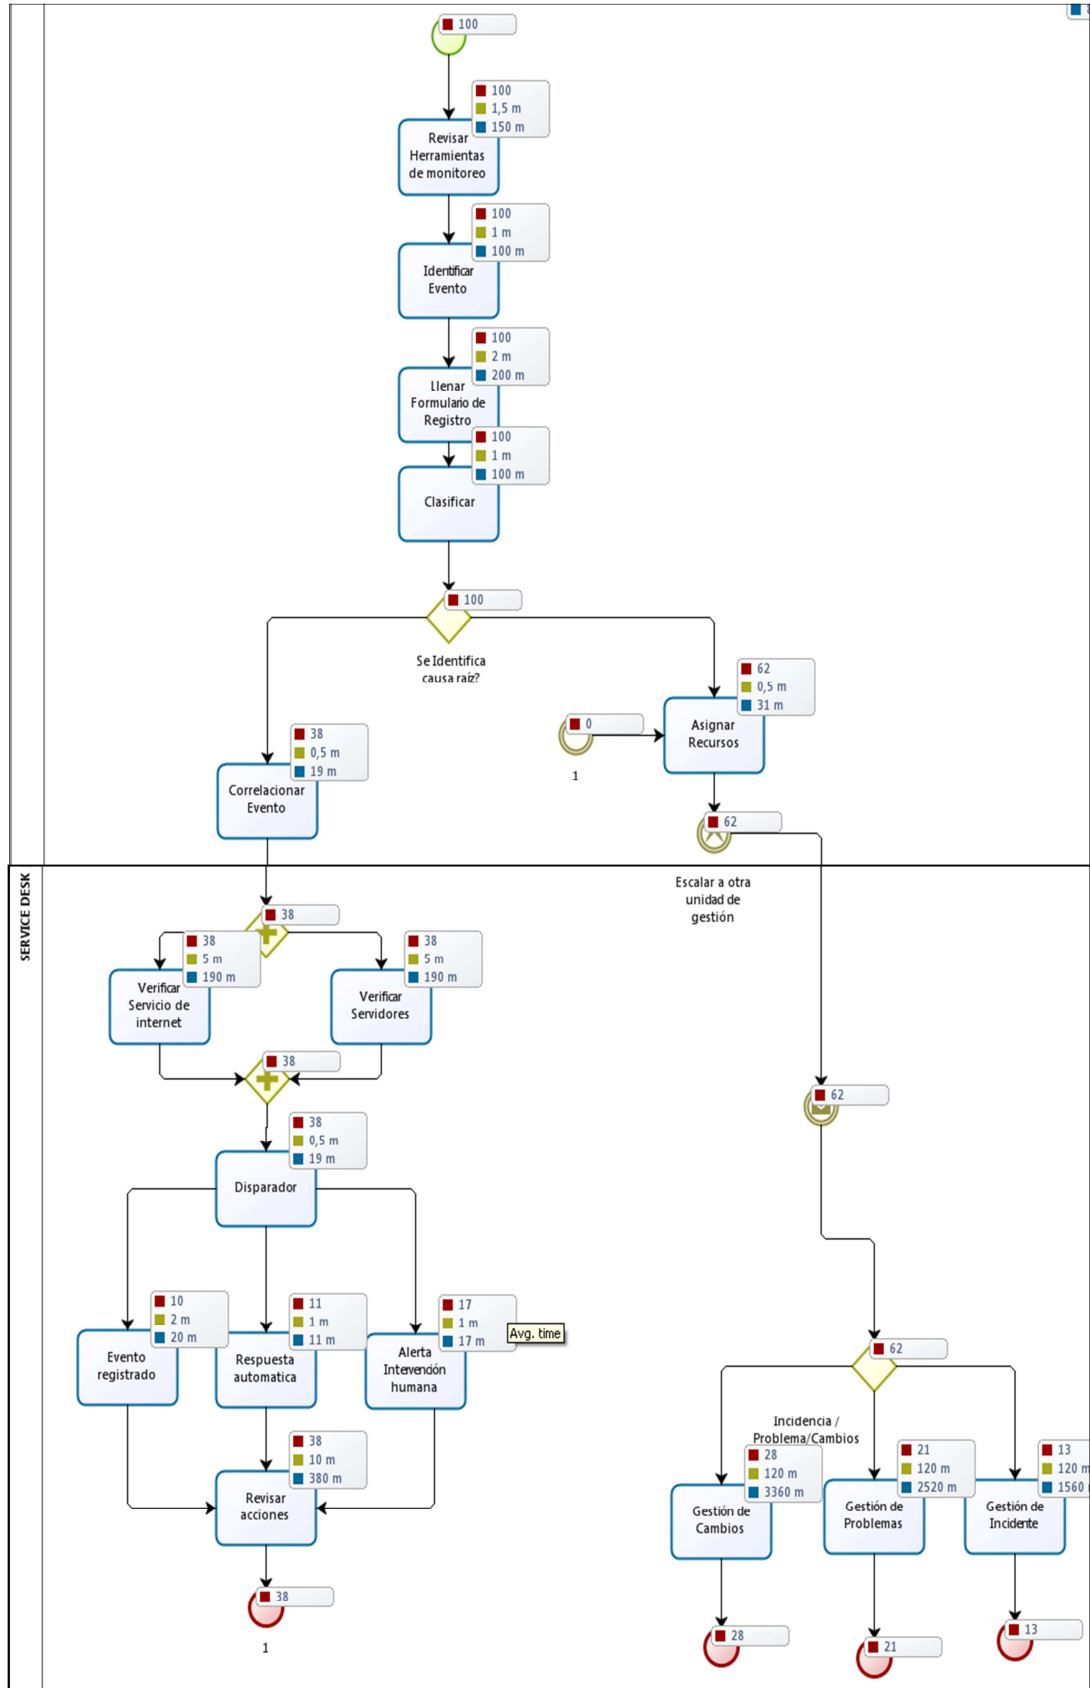 100
100
1,5 m
150 m
Revisar
Herramientas
de monitoreo
100
1 m
100 m
Identificar
Evento
100
2 m
200 m
Llenar
Formulario de
Registro
100
1 m
100 m
Clasificar
100
Se Identifica
causa raíz?
62
0,5 m
31 m
Asignar
Recursos
0
1
38
0,5 m
19 m
Correlacionar
Evento
62
Escalar a otra
unidad de
gestión
SERVICE DESK
38
38
5 m
190 m
Verificar
Servicio de
internet
38
5 m
190 m
Verificar
Servidores
38
62
38
0,5 m
19 m
Disparador
10
2 m
20 m
Evento
registrado
11
1 m
11 m
Respuesta
automatica
17
1 m
17 m
Avg. time
Alerta
Intervención
humana
62
Incidencia /
Problema/Cambios
38
10 m
380 m
Revisar
acciones
28
120 m
3360 m
Gestión de
Cambios
21
120 m
2520 m
Gestión de
Problemas
13
120 m
1560
Gestión de
Incidente
38
1
28
21
13